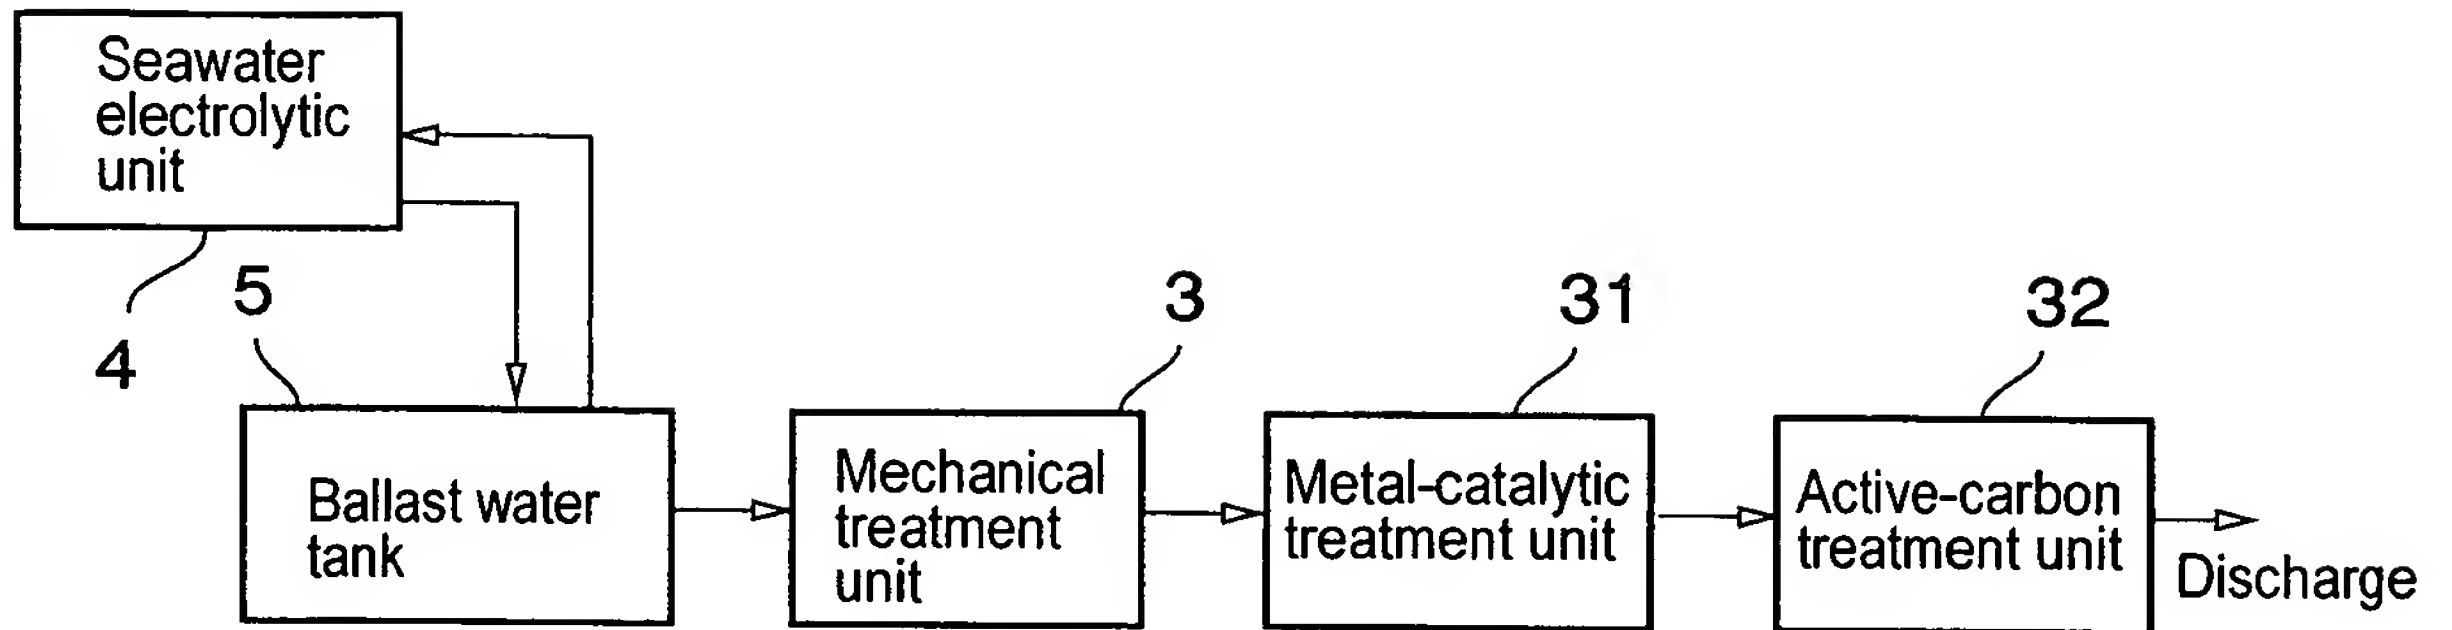 Seawater
electrolytic
unit
4
5
3
31
32
Ballast water
tank
Mechanical
treatment
unit
Metal-catalytic
treatment unit
Active-carbon
treatment unit
Discharge